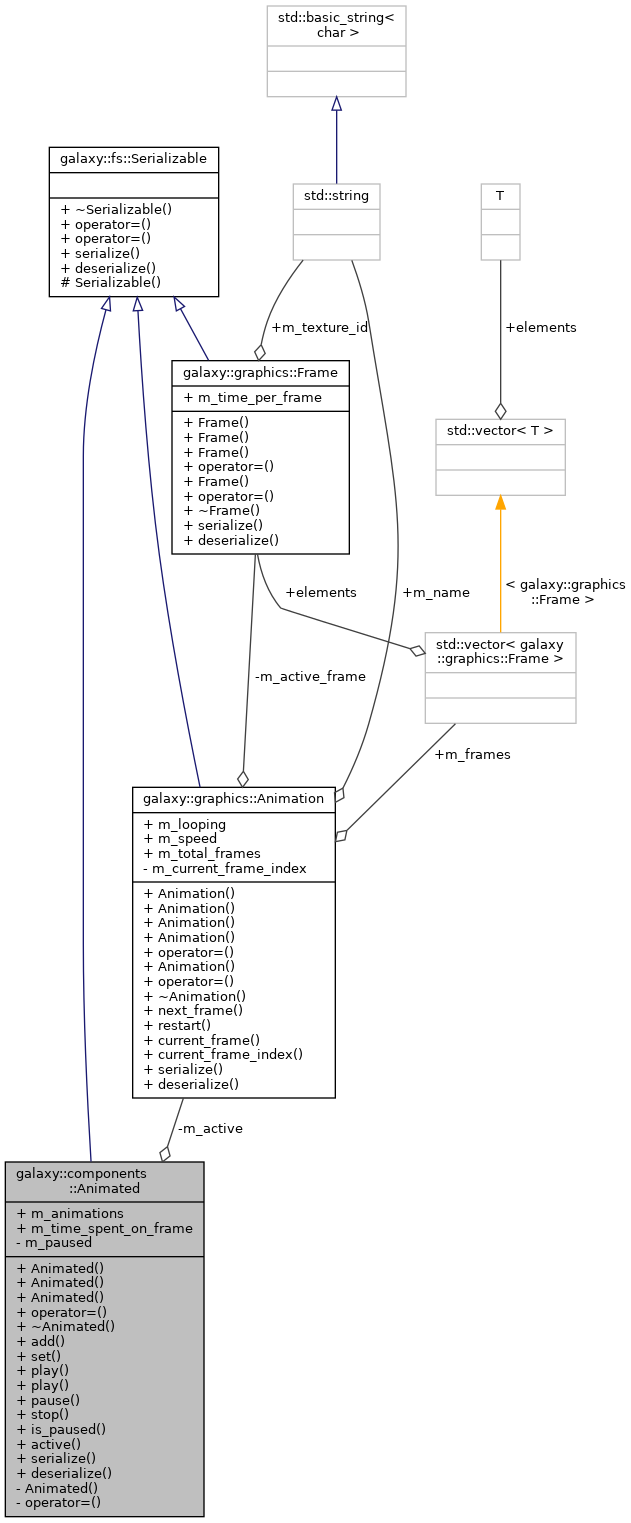 std::basic_string<
char >
galaxy::fs::Serializable
+ ~Serializable()
+ operator=()
+ operator=()
+ serialize()
+ deserialize()
# Serializable()
std::string
T
+m_texture_id
+elements
galaxy::graphics::Frame
+ m_time_per_frame
+ Frame()
+ Frame()
+ Frame()
+ operator=()
+ Frame()
+ operator=()
+ ~Frame()
+ serialize()
+ deserialize()
std::vector< T >
+elements
+m_name
< galaxy::graphics
::Frame >
std::vector< galaxy
::graphics::Frame >
-m_active_frame
+m_frames
galaxy::graphics::Animation
+ m_looping
+ m_speed
+ m_total_frames
- m_current_frame_index
+ Animation()
+ Animation()
+ Animation()
+ Animation()
+ operator=()
+ Animation()
+ operator=()
+ ~Animation()
+ next_frame()
+ restart()
+ current_frame()
+ current_frame_index()
+ serialize()
+ deserialize()
-m_active
galaxy::components
::Animated
+ m_animations
+ m_time_spent_on_frame
- m_paused
+ Animated()
+ Animated()
+ Animated()
+ operator=()
+ ~Animated()
+ add()
+ set()
+ play()
+ play()
+ pause()
+ stop()
+ is_paused()
+ active()
+ serialize()
+ deserialize()
- Animated()
- operator=()